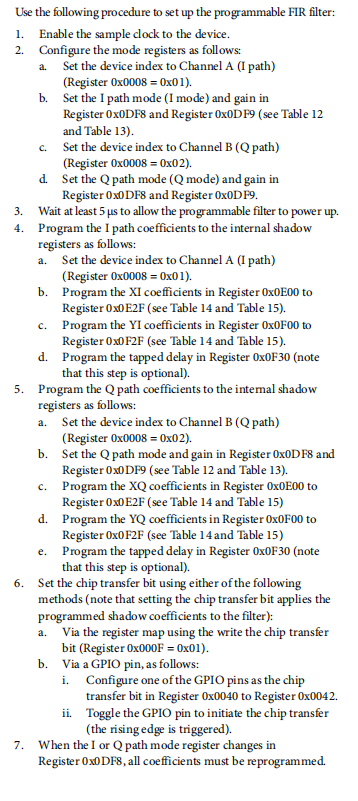 Use the following procedure to set up the programmable FIR filter:
1. Enable the sample clock to the device.
2. Configure the mode registers as follows:
a. Set the device index to Channel A (I path)
(Register 0x0008 = 0x01).
b. Set the I path mode (I mode) and gain in
Register 0x0DF8 and Register 0x0DF9 (see Table 12
and Table 13).
c. Set the device index to Channel B (Q path)
(Register 0x0008 = 0x02).
d. Set the Q path mode (Q mode) and gain in
Register 0x0DF8 and Register 0x0DF9.
3. Wait at least 5 µs to allow the programmable filter to power up.
4. Program the I path coefficients to the internal shadow
registers as follows:
a. Set the device index to Channel A (I path)
(Register 0x0008 = 0x01).
b. Program the XI coefficients in Register 0x0E00 to
Register 0x0E2F (see Table 14 and Table 15).
c. Program the YI coefficients in Register 0x0F00 to
Register 0x0F2F (see Table 14 and Table 15).
d. Program the tapped delay in Register 0x0F30 (note
that this step is optional).
5. Program the Q path coefficients to the internal shadow
registers as follows:
a. Set the device index to Channel B (Q path)
(Register 0x0008 = 0x02).
b. Set the Q path mode and gain in Register 0x0DF8 and
Register 0x0DF9 (see Table 12 and Table 13).
c. Program the XQ coefficients in Register 0x0E00 to
Register 0x0E2F (see Table 14 and Table 15)
d. Program the YQ coefficients in Register 0x0F00 to
Register 0x0F2F (see Table 14 and Table 15)
e. Program the tapped delay in Register 0x0F30 (note
that this step is optional).
6. Set the chip transfer bit using either of the following
methods (note that setting the chip transfer bit applies the
programmed shadow coefficients to the filter):
a. Via the register map using the write the chip transfer
bit (Register 0x000F = 0x01).
b. Via a GPIO pin, as follows:
i. Configure one of the GPIO pins as the chip
transfer bit in Register 0x0040 to Register 0x0042.
ii. Toggle the GPIO pin to initiate the chip transfer
(the rising edge is triggered).
7. When the I or Q path mode register changes in
Register 0x0DF8, all coefficients must be reprogrammed.